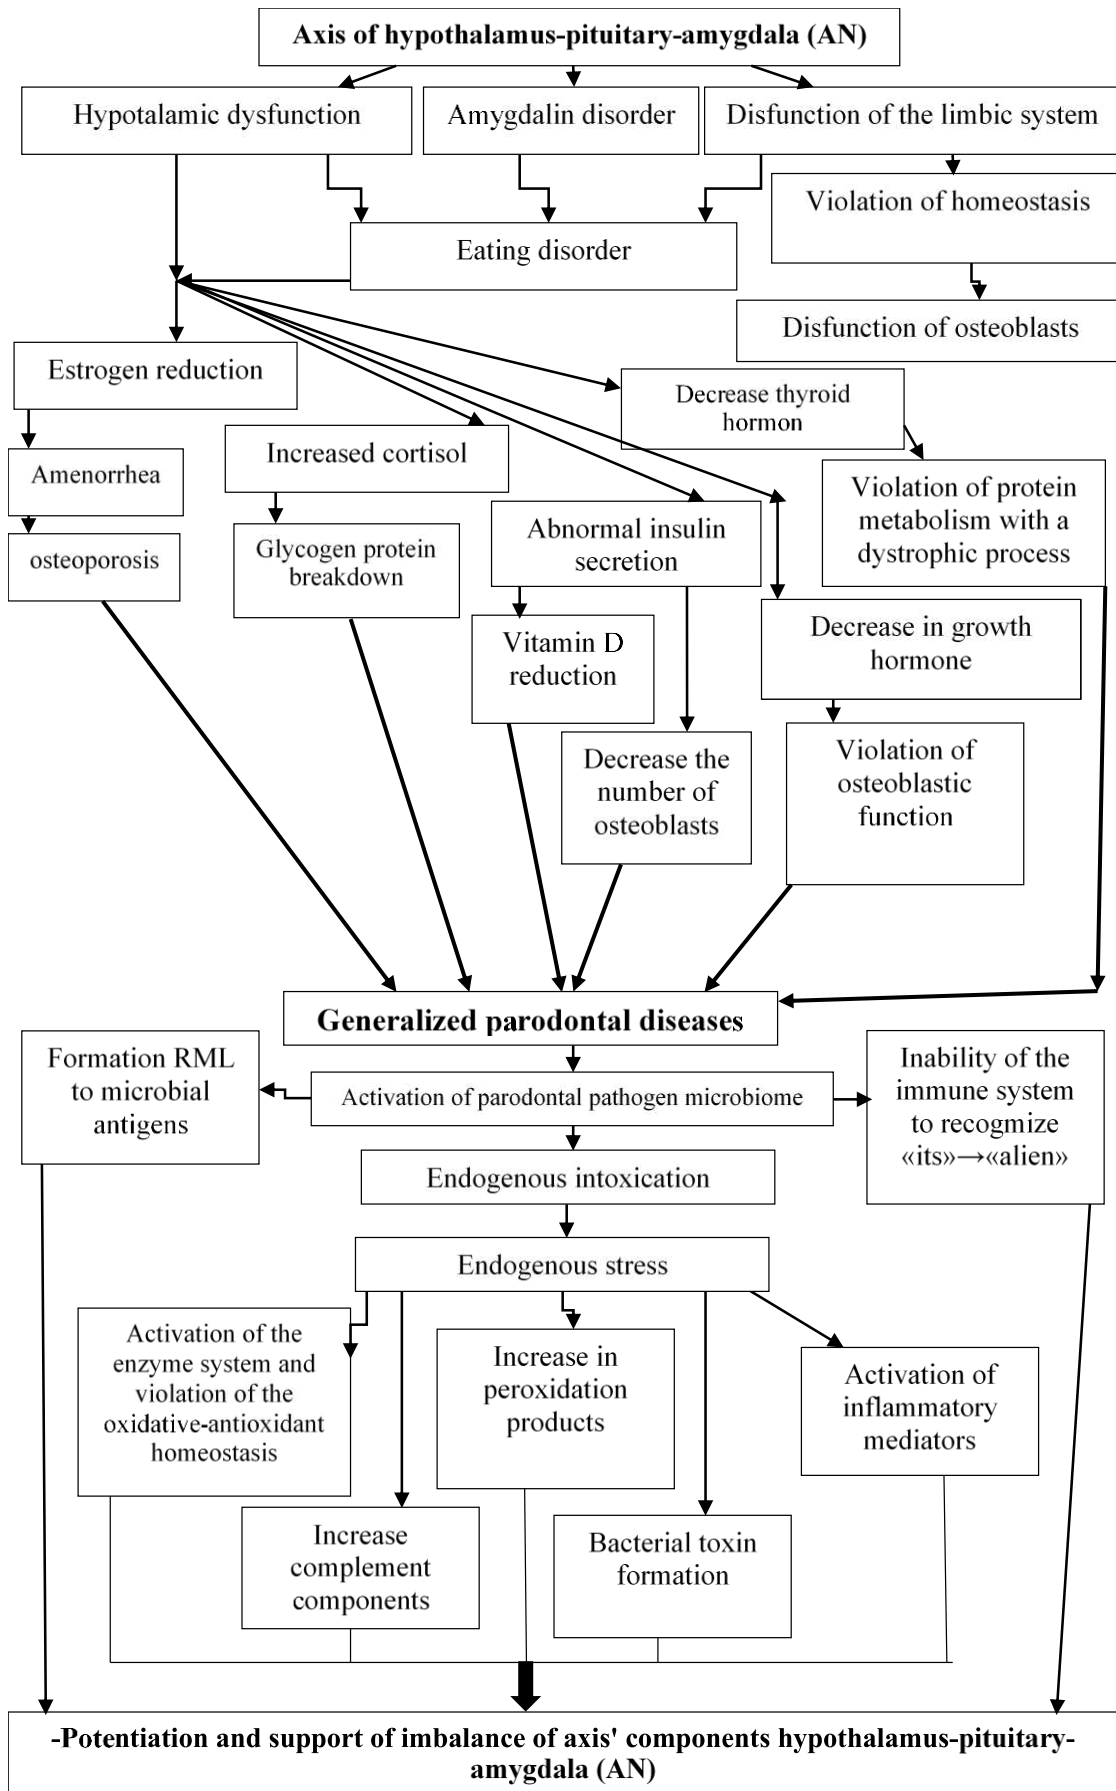 Axis of hypothalamus-pituitary-amygdala (AN)
Hypotalamic dysfunction
Amygdalin disorder
Disfunction of the limbic system
Violation of homeostasis
Eating disorder
Disfunction of osteoblasts
Estrogen reduction
Decrease thyroid
hormon
Amenorrhea
Increased cortisol
Violation of protein
metabolism with a
dystrophic process
osteoporosis
Glycogen protein
breakdown
Abnormal insulin
secretion
Vitamin D
reduction
Decrease in growth
hormone
Decrease the
number of
osteoblasts
Violation of
osteoblastic
function
Generalized parodontal diseases
Formation RML
to microbial
antigens
Activation of parodontal pathogen microbiome
Inability of the
immune system
to recogmize
«its»→«alien»
Endogenous intoxication
Endogenous stress
Activation of the
enzyme system and
violation of the
oxidative-antioxidant
homeostasis
Increase in
peroxidation
products
Activation of
inflammatory
mediators
Increase
complement
components
Bacterial toxin
formation
-Potentiation and support of imbalance of axis' components hypothalamus-pituitary-
amygdala (AN)